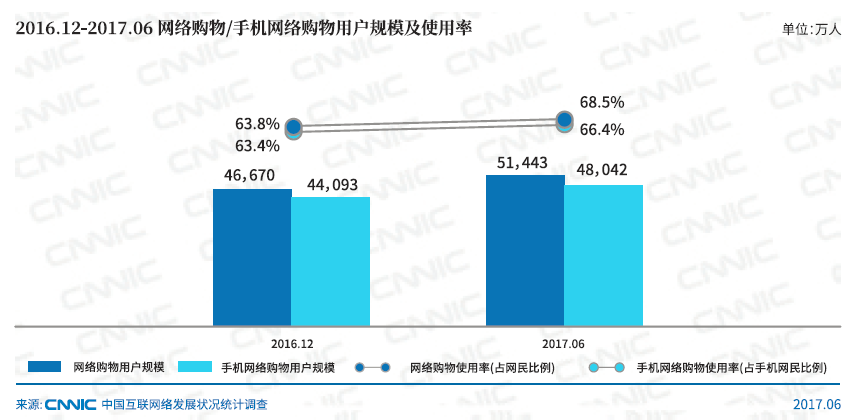 2016.12-2017.06 网络购物/手机网络购物用户规模及使用率
单位:万人
68.5%
63.8%
66.4%
63.4%
51,443
48,042
46,670
44,093
2016.12
2017.06
网络购物用户规模
手机网络购物用户规模
网络购物使用率(占网民比例)
手机网络购物使用率(占手机网民比例)
来源: CNNIC 中国互联网络发展状况统计调查
2017.06